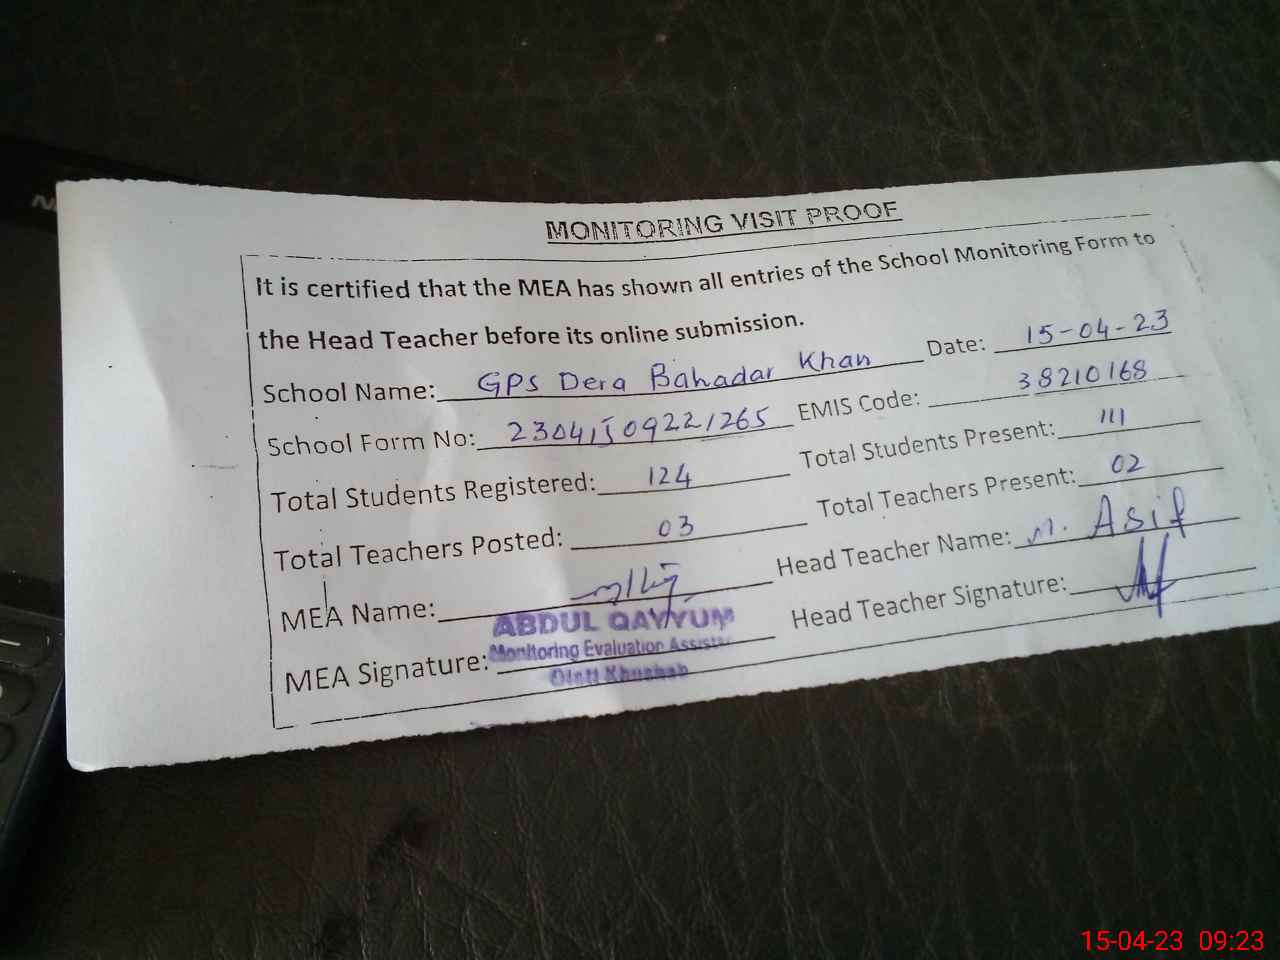 MONITORING VISIT PROOF
It is certified that the MEA has shown all entries of the School Monitoring Form to
the Head Teacher before its online submission.
School Name: GPS Dera Bahadar Khan Date: 15-04-23
School Form No: 23041509221265 EMIS Code: 38210168
Total Students Registered: 124 Total Students Present: 111
Total Teachers Posted: 03 Total Teachers Present: 02
MEA Name: Head Teacher Name: M. Asif
ABDUL QAYYUM
MEA Signature: Monitoring Evaluation Assistan Head Teacher Signature:
Khushab
15-04-23 09:23